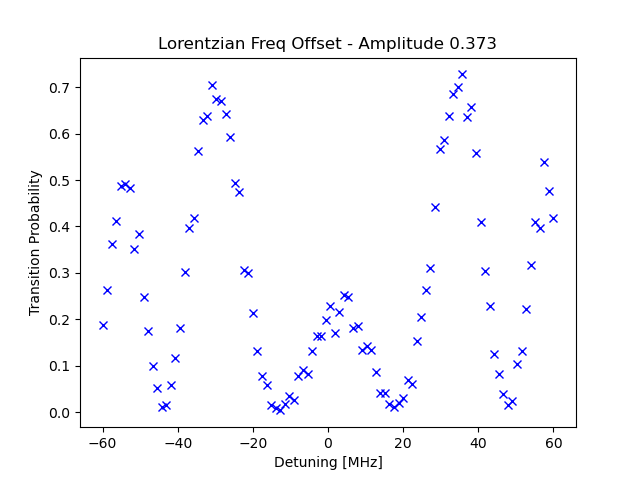 Lorentzian Freq Offset - Amplitude 0.373
0.7
0.6
0.5
0.4
0.3
0.2
0.1
0.0
Transition Probability
−60 −40 −20 0 20 40 60
Detuning [MHz]